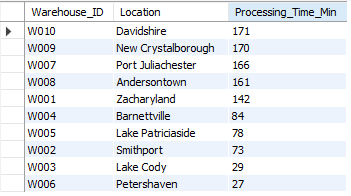 Warehouse_ID Location Processing_Time_Min
W010 Davidshire 171
W009 New Crystalborough 170
W007 Port Juliachester 166
W008 Andersontown 161
W001 Zacharyland 142
W004 Barnettville 84
W005 Lake Patriciaside 78
W002 Smithport 73
W003 Lake Cody 29
W006 Petershaven 27